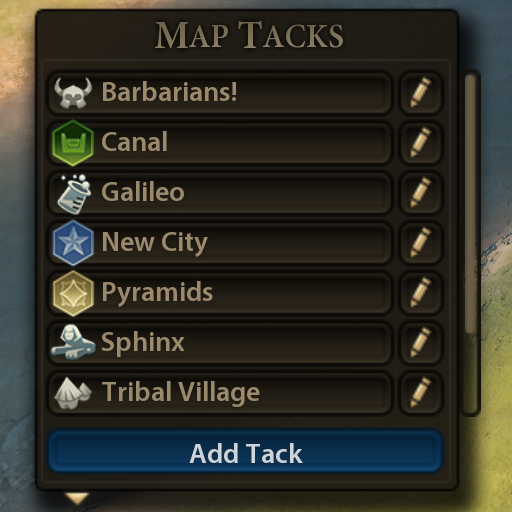 Map Tacks
Barbarians!
Canal
Galileo
New City
Pyramids
Sphinx
Tribal Village
Add Tack